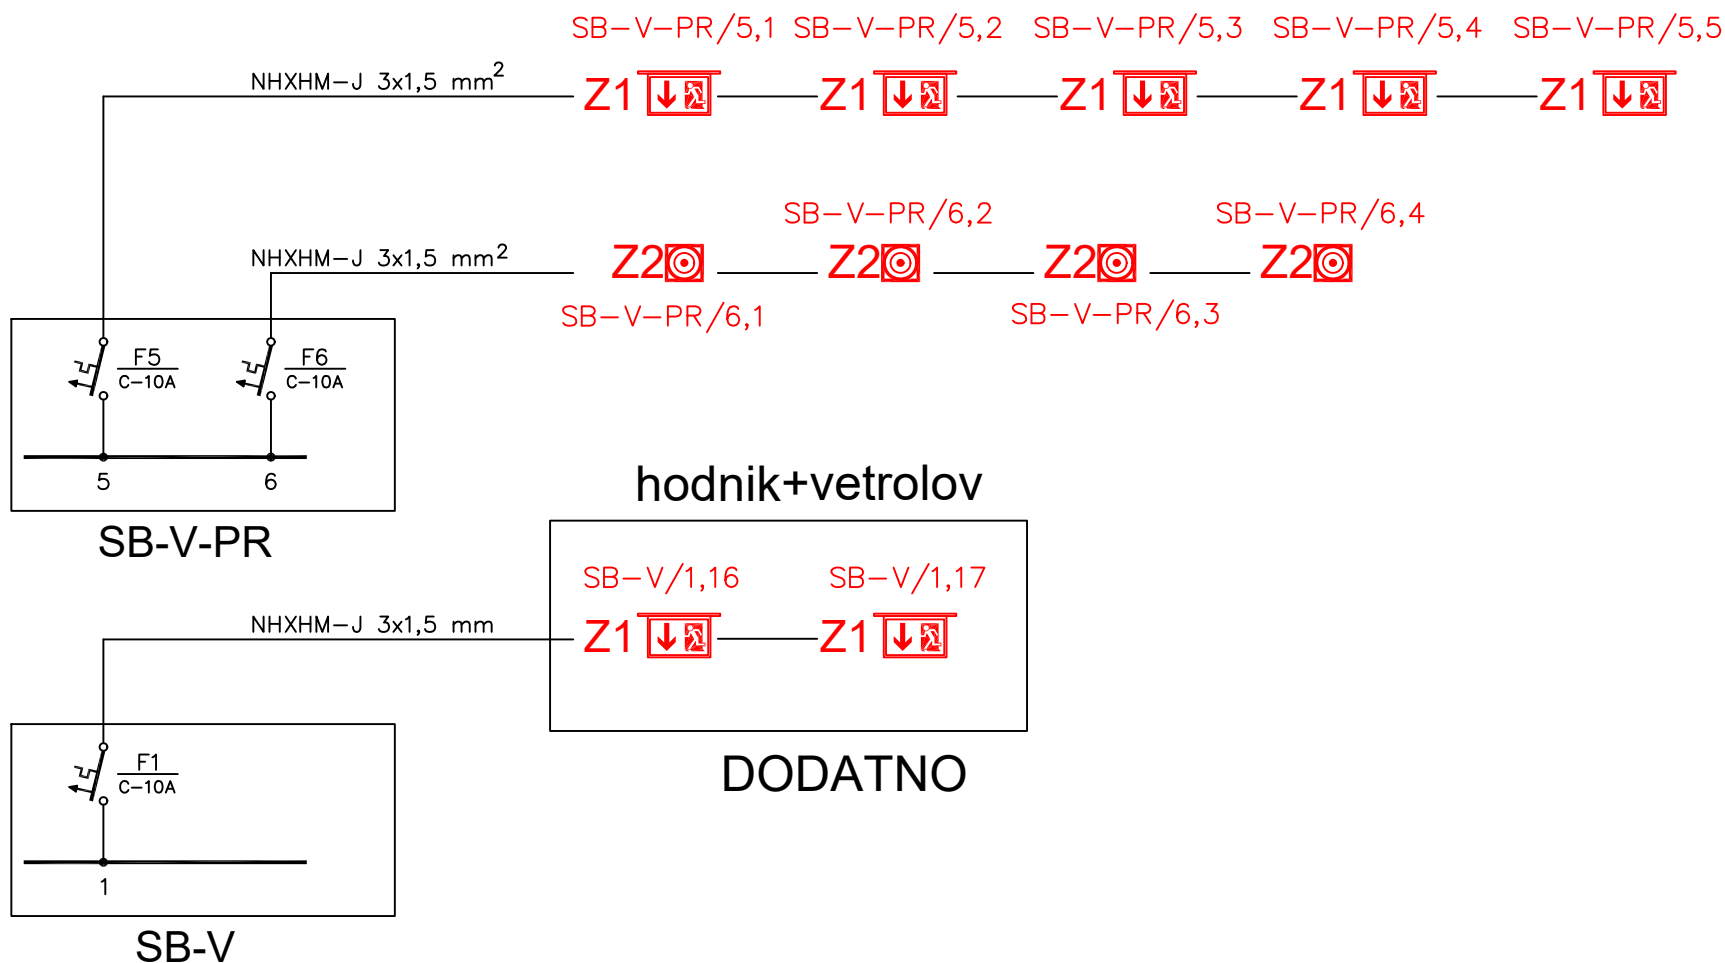 SB-V-PR/5,1 SB-V-PR/5,2 SB-V-PR/5,3 SB-V-PR/5,4 SB-V-PR/5,5
NHXHM-J 3x1,5 mm²
Z1 Z1 Z1 Z1 Z1
SB-V-PR/6,2 SB-V-PR/6,4
NHXHM-J 3x1,5 mm²
Z2 Z2 Z2 Z2
SB-V-PR/6,1 SB-V-PR/6,3
F5 F6
C-10A C-10A
5 6
SB-V-PR
hodnik+vetrolov
SB-V/1,16 SB-V/1,17
NHXHM-J 3x1,5 mm
Z1 Z1
DODATNO
F1
C-10A
1
SB-V